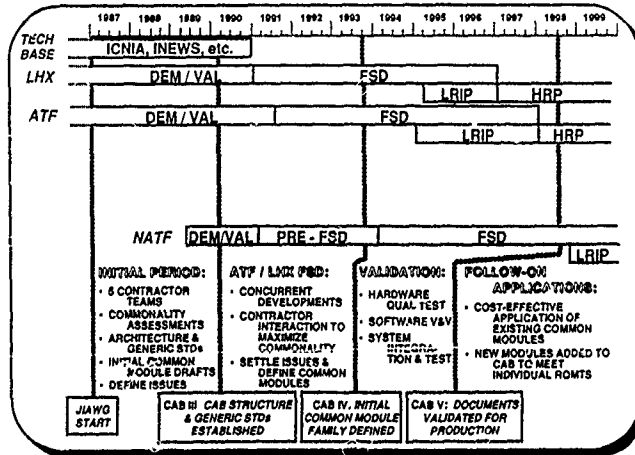 1987 1988 1989 1990 1991 1992 1993 1994 1995 1996 1997 1998 1999
TECH
BASE
ICNIA, INEWS, etc.
LHX
DEM / VAL
FSD
LRIP
HRP
ATF
DEM / VAL
FSD
LRIP
HRP
NATF
DEM/VAL
PRE - FSD
FSD
LRIP
INITIAL PERIOD:
• 5 CONTRACTOR
TEAMS
• COMMONALITY
ASSESSMENTS
• ARCHITECTURE &
GENERIC STDs
• INITIAL COMMON
MODULE DRAFTS
• DEFINE ISSUES
ATF / LHX FSD:
• CONCURRENT
DEVELOPMENTS
• CONTRACTOR
INTERACTION TO
MAXIMIZE
COMMONALITY
• SETTLE ISSUES &
DEFINE COMMON
MODULES
VALIDATION:
• HARDWARE
QUAL TEST
• SOFTWARE V&V
• SYSTEM
INTEGRA-
TION & TEST
FOLLOW-ON
APPLICATIONS:
• COST-EFFECTIVE
APPLICATION OF
EXISTING COMMON
MODULES
• NEW MODULES ADDED TO
CAB TO MEET
INDIVIDUAL RQMTS
JIAWG
START
CAB III: CAB STRUCTURE
& GENERIC STDs
ESTABLISHED
CAB IV: INITIAL
COMMON MODULE
FAMILY DEFINED
CAB V: DOCUMENTS
VALIDATED FOR
PRODUCTION